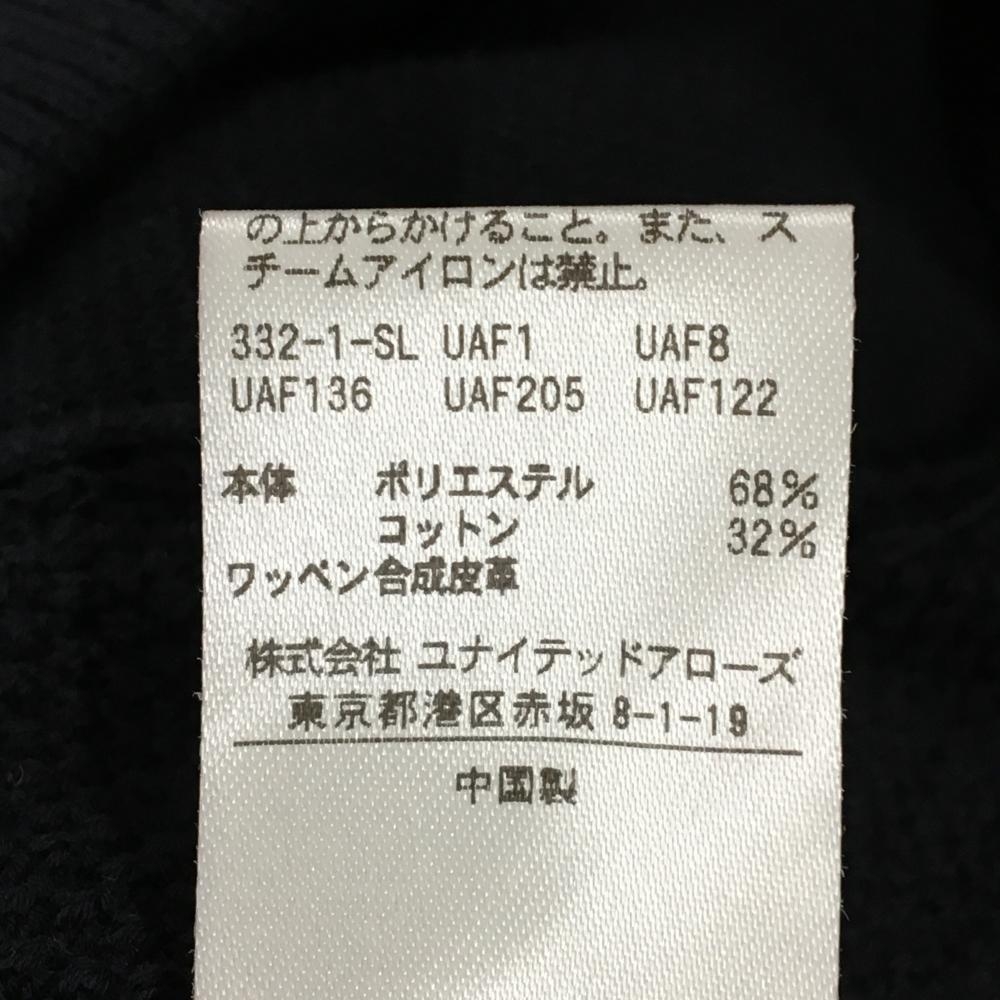 の上からかけること。また、ス
チームアイロンは禁止。
332-1-SL UAF1 UAF8
UAF136 UAF205 UAF122
本体 ポリエステル 68%
コットン 32%
ワッペン 合成皮革
株式会社 ユナイテッドアローズ
東京都港区赤坂 8-1-19
中国製